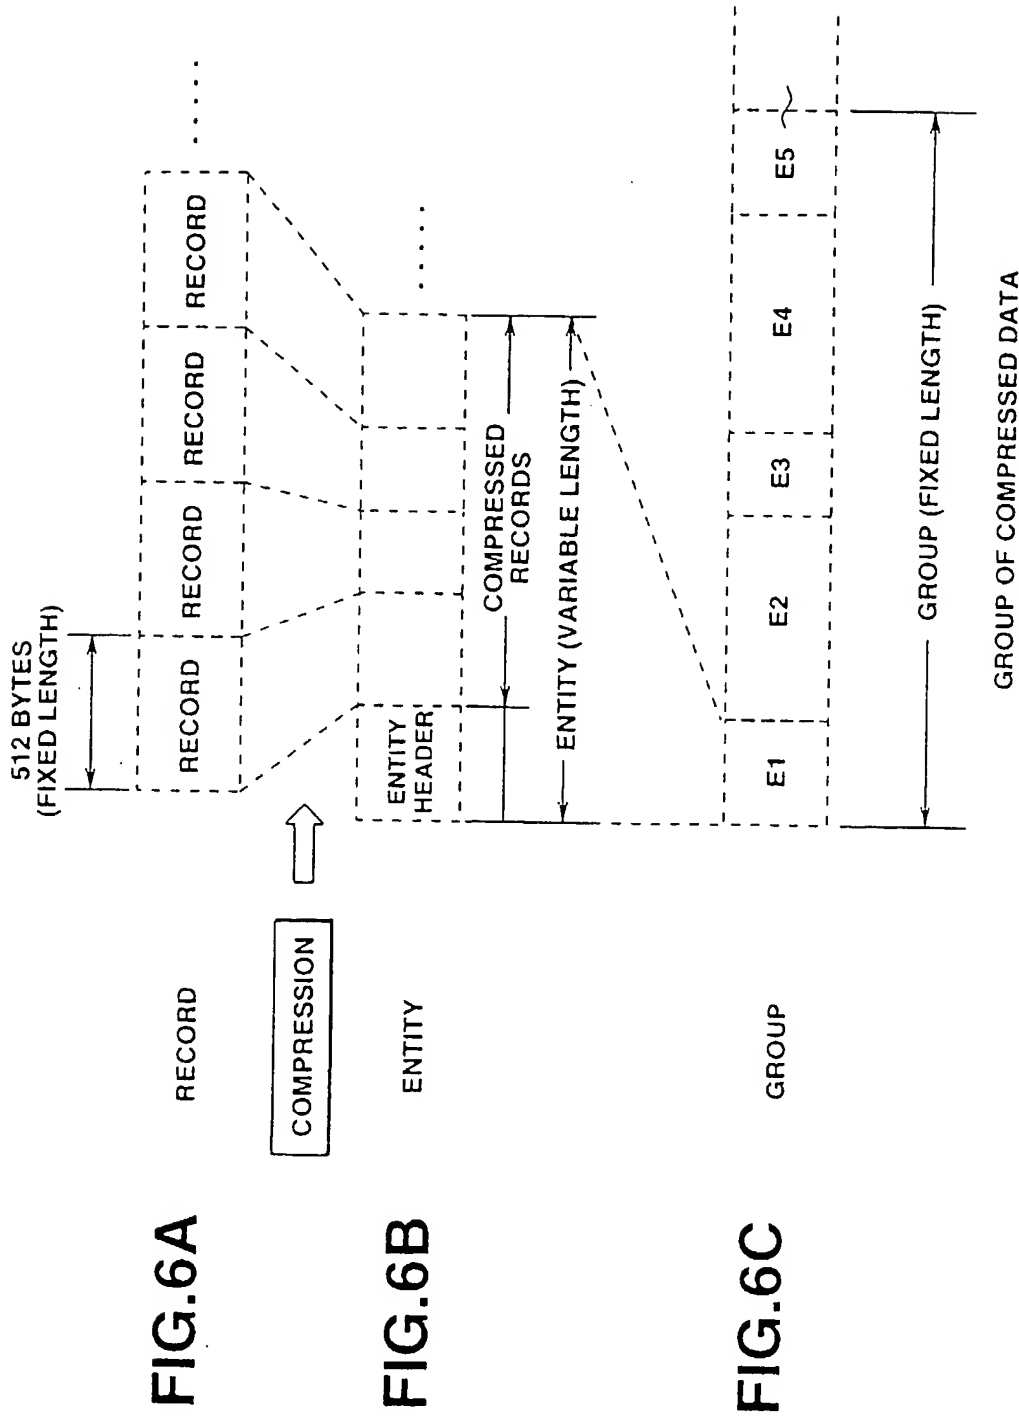 FIG.6A
RECORD
512 BYTES
(FIXED LENGTH)
RECORD
RECORD
RECORD
RECORD
.....
COMPRESSION
FIG.6B
ENTITY
ENTITY
HEADER
.....
COMPRESSED
RECORDS
ENTITY (VARIABLE LENGTH)
FIG.6C
GROUP
E1
E2
E3
E4
E5
GROUP (FIXED LENGTH)
GROUP OF COMPRESSED DATA